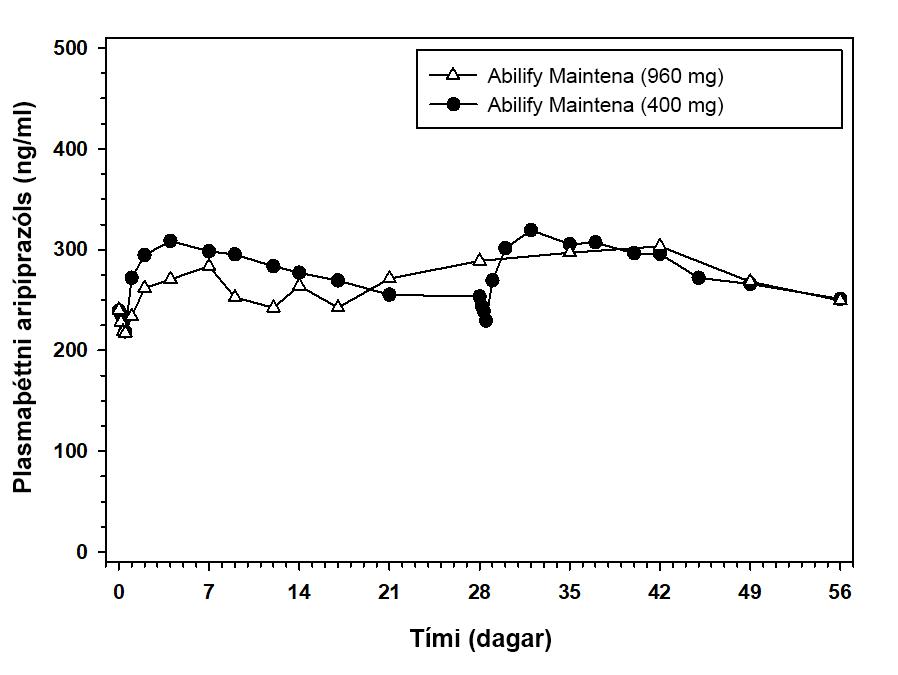 Abilify Maintena (960 mg)
Abilify Maintena (400 mg)
Plasmaþéttni aripíprazóls (ng/ml)
500
400
300
200
100
0
0 7 14 21 28 35 42 49 56
Tími (dagar)